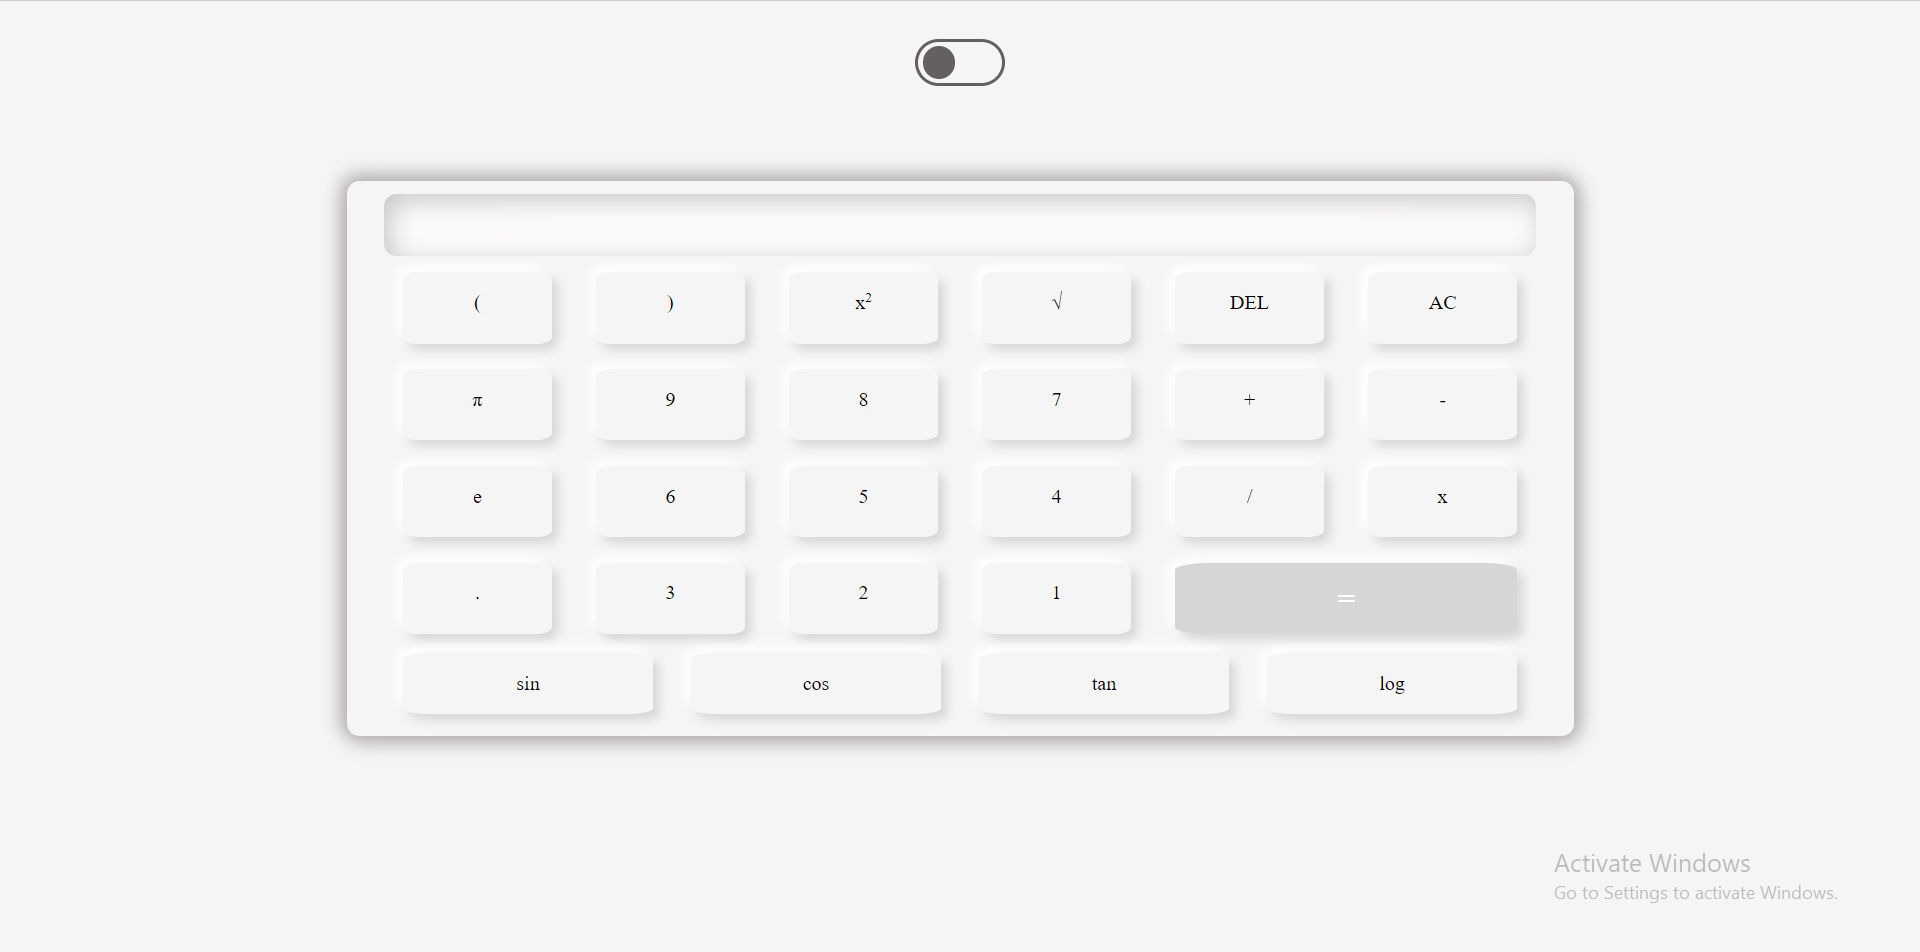 ( ) x² √ DEL AC
π 9 8 7 + -
e 6 5 4 / x
. 3 2 1 =
sin cos tan log
Activate Windows
Go to Settings to activate Windows.